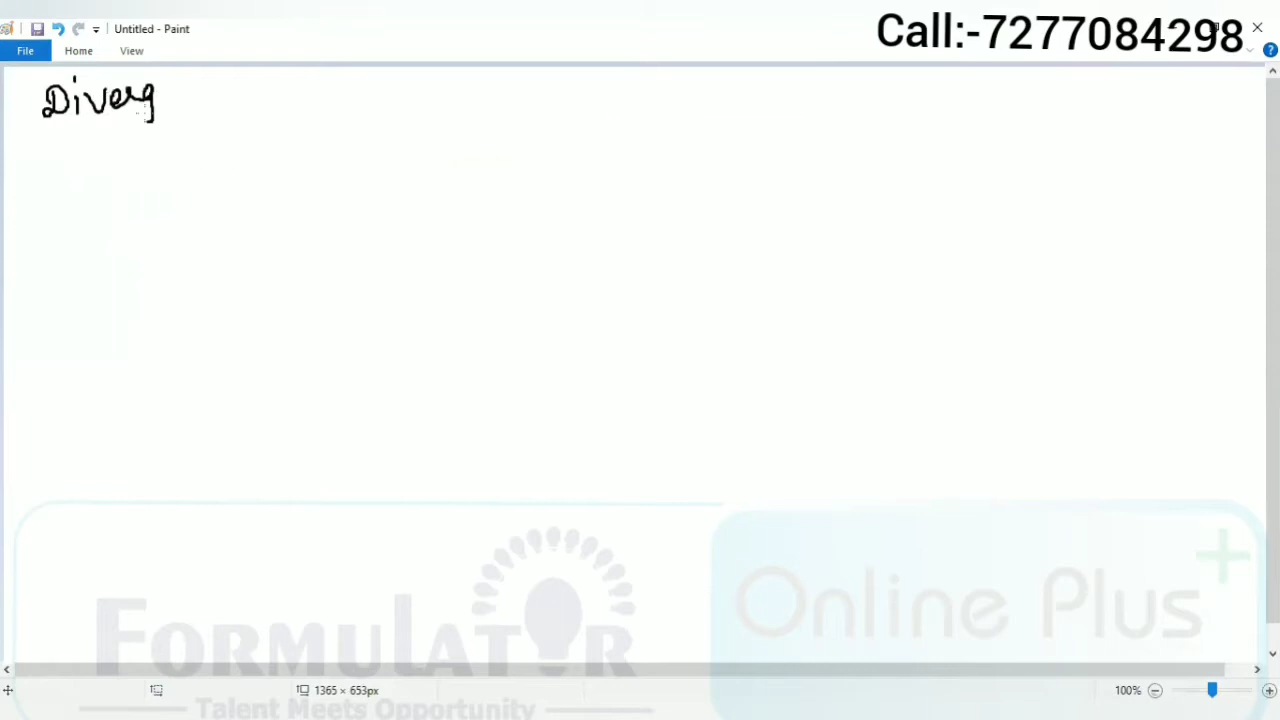 Untitled - Paint
Call:-7277084298
File Home View
Diverg
FORMULATOR
Talent Meets Opportunity
Online Plus+
1365 × 653px
100%